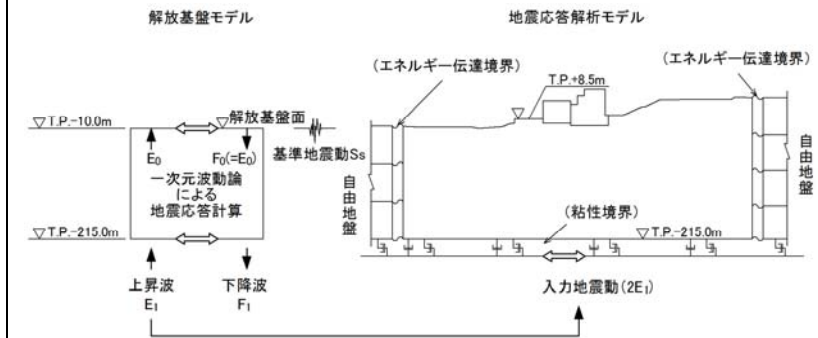 解放基盤モデル
地震応答解析モデル
(エネルギー伝達境界)
(エネルギー伝達境界)
T.P.+8.5m
▽T.P.-10.0m
解放基盤面
E₀
F₀(=E₀)
基準地震動Ss
一次元波動論
による
地震応答計算
自由地盤
自由地盤
(粘性境界)
▽T.P.-215.0m
▽T.P.-215.0m
上昇波
E₁
下降波
F₁
入力地震動(2E₁)